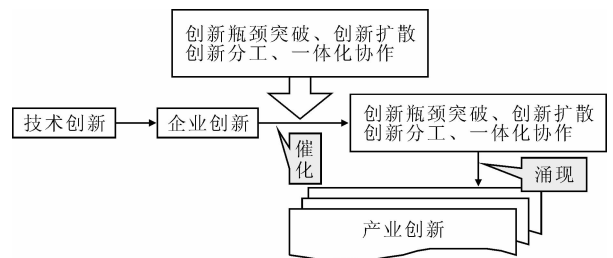 创新瓶颈突破、创新扩散
创新分工、一体化协作
技术创新
企业创新
创新瓶颈突破、创新扩散
创新分工、一体化协作
催
化
涌现
产业创新